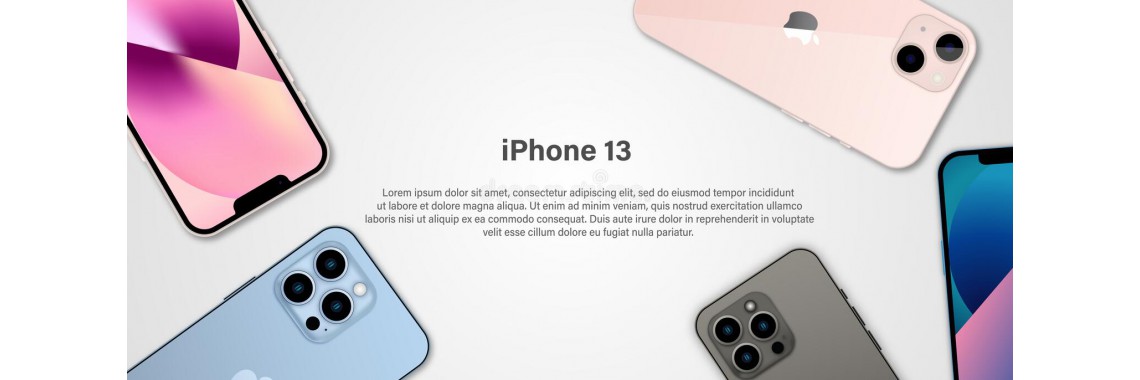 iPhone 13
Lorem ipsum dolor sit amet, consectetur adipiscing elit, sed do eiusmod tempor incididunt
ut labore et dolore magna aliqua. Ut enim ad minim veniam, quis nostrud exercitation ullamco
laboris nisi ut aliquip ex ea commodo consequat. Duis aute irure dolor in reprehenderit in voluptate
velit esse cillum dolore eu fugiat nulla pariatur.